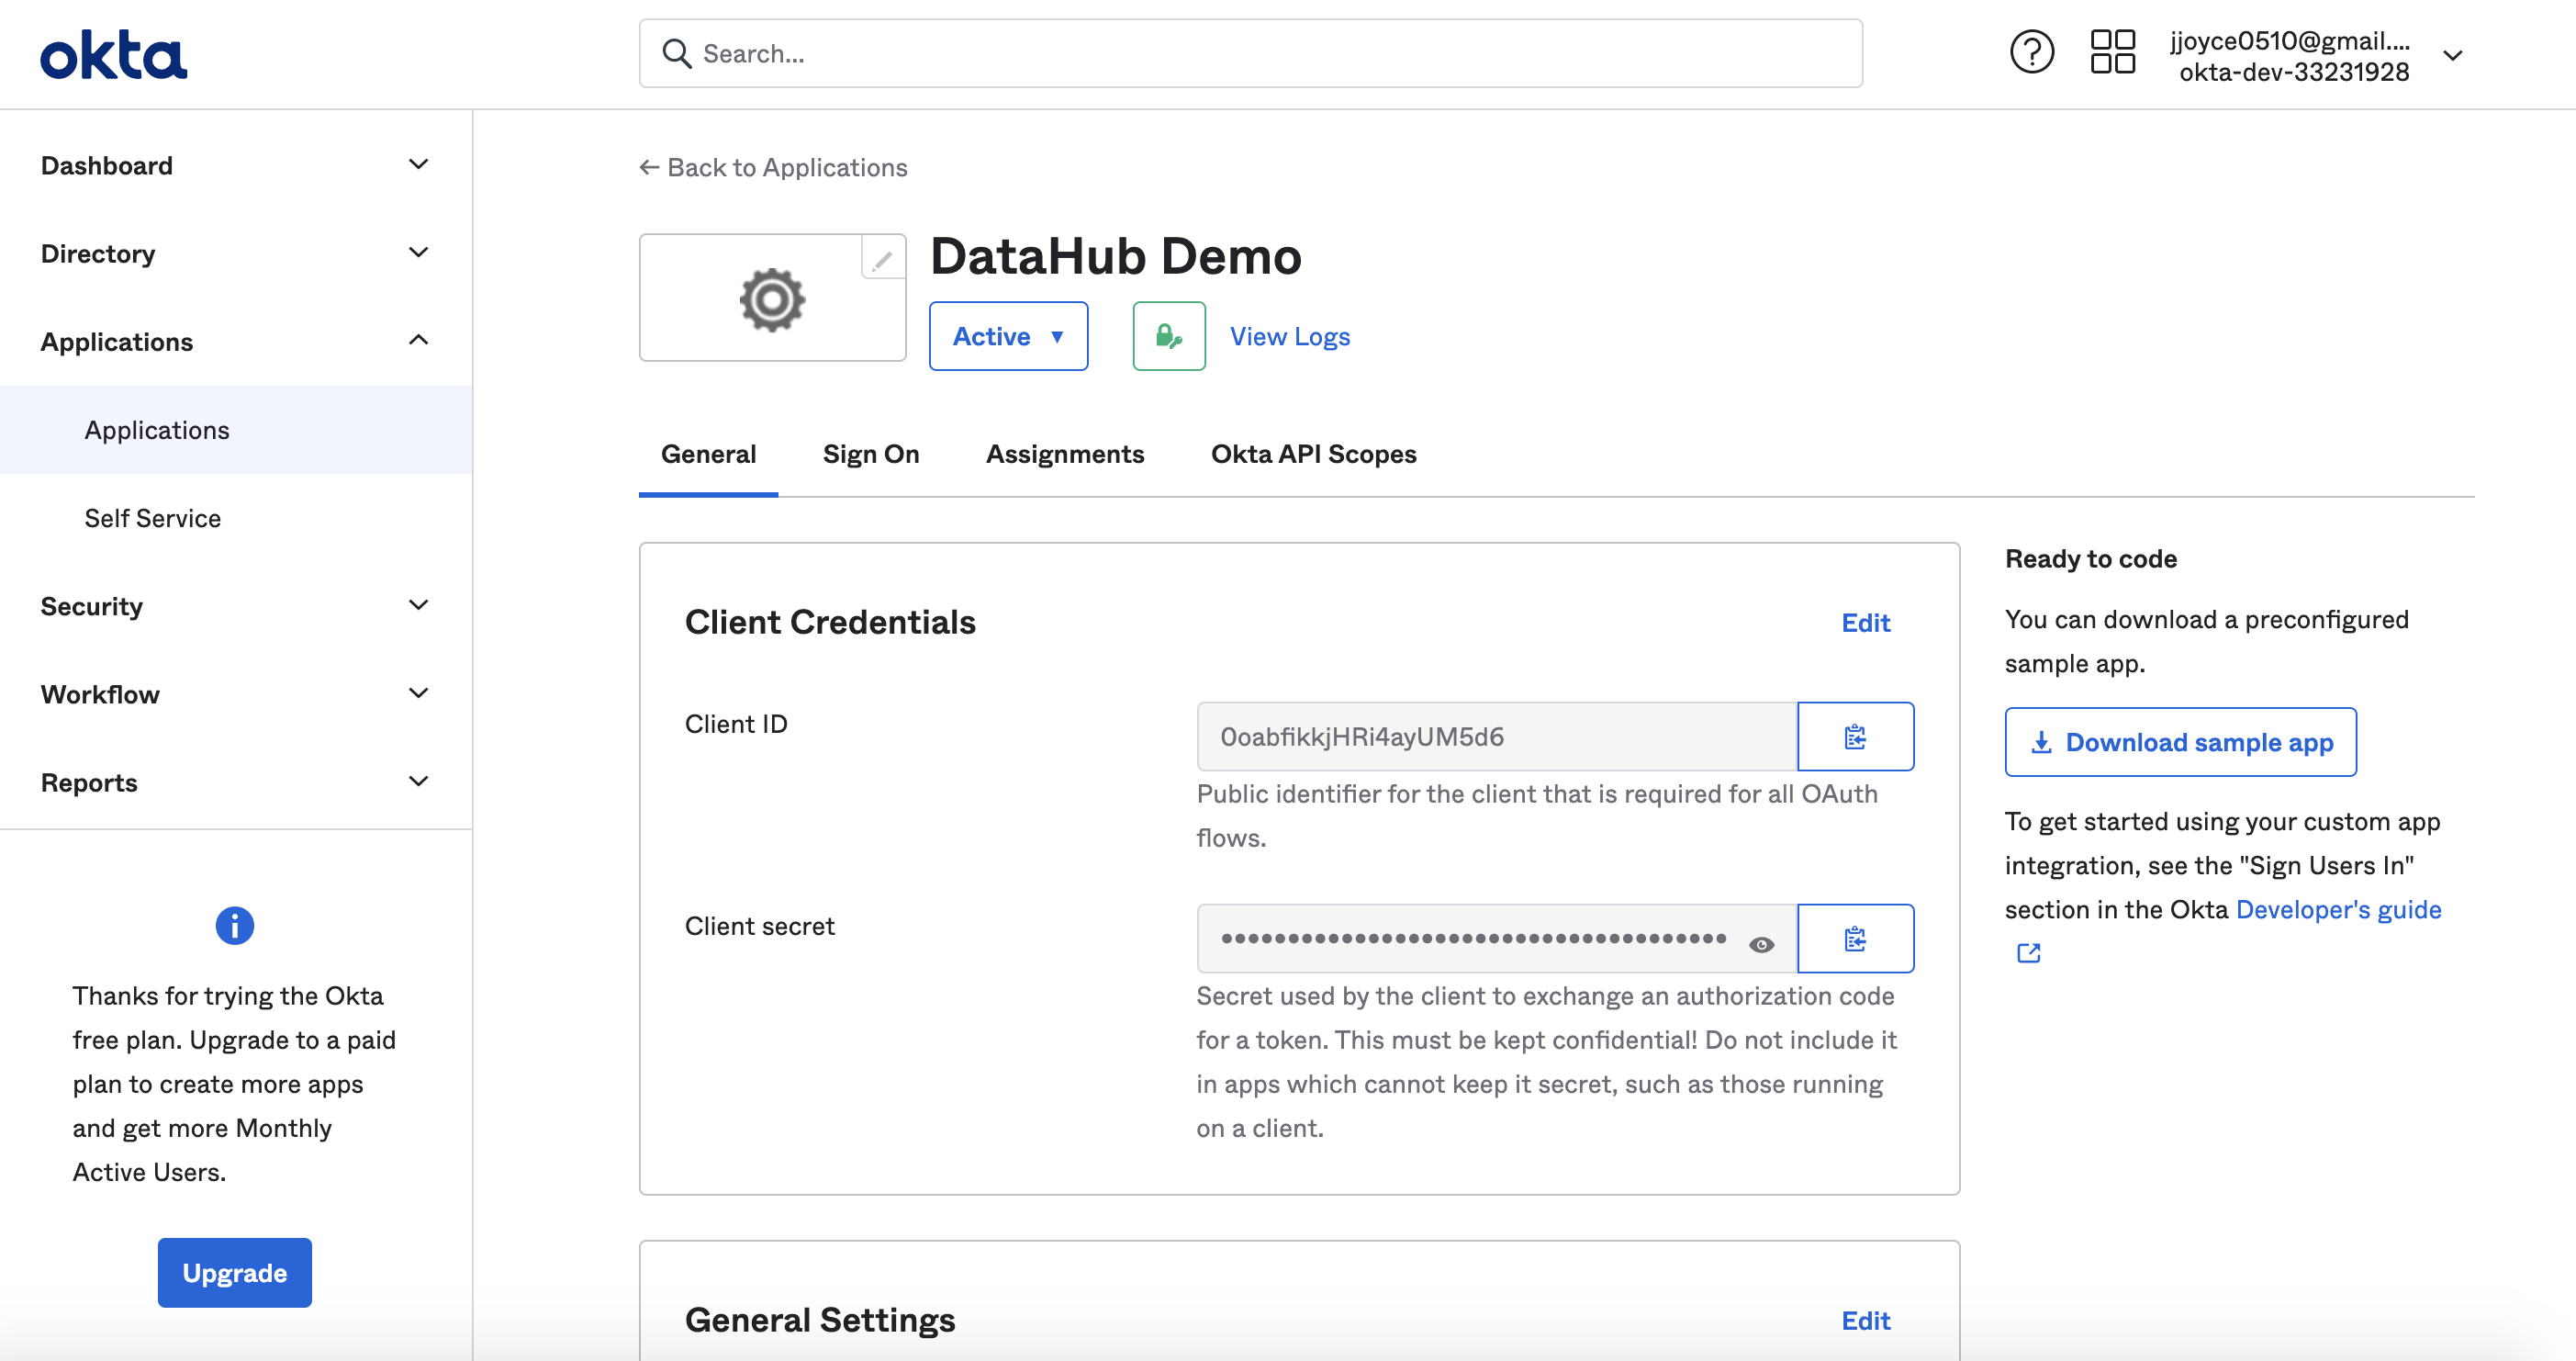 okta
Search...
jjoyce0510@gmail....
okta-dev-33231928
Dashboard
Directory
Applications
Applications
Self Service
Security
Workflow
Reports
Thanks for trying the Okta
free plan. Upgrade to a paid
plan to create more apps
and get more Monthly
Active Users.
Upgrade
← Back to Applications
DataHub Demo
Active
View Logs
General
Sign On
Assignments
Okta API Scopes
Client Credentials
Edit
Client ID
0oabfikkjHRi4ayUM5d6
Public identifier for the client that is required for all OAuth
flows.
Client secret
••••••••••••••••••••••••••••••••••••••
Secret used by the client to exchange an authorization code
for a token. This must be kept confidential! Do not include it
in apps which cannot keep it secret, such as those running
on a client.
General Settings
Edit
Ready to code
You can download a preconfigured
sample app.
Download sample app
To get started using your custom app
integration, see the "Sign Users In"
section in the Okta Developer's guide